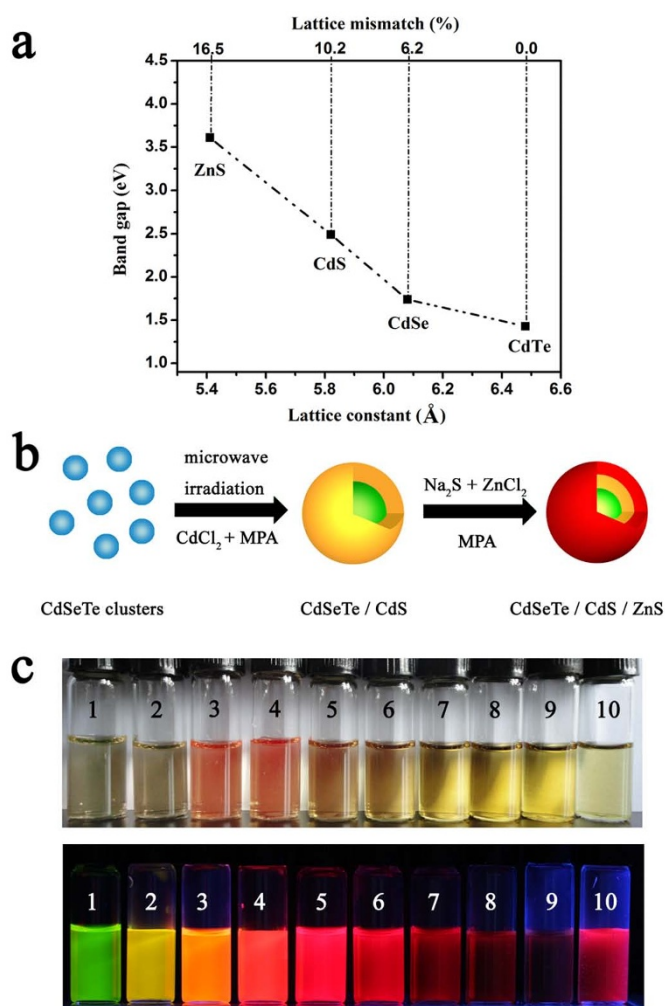 a
Lattice mismatch (%)
16.5 10.2 6.2 0.0
Band gap (eV)
4.5
4.0
3.5
3.0
2.5
2.0
1.5
1.0
ZnS
CdS
CdSe
CdTe
5.4 5.6 5.8 6.0 6.2 6.4 6.6
Lattice constant (Å)
b
microwave
irradiation
CdCl₂ + MPA
Na₂S + ZnCl₂
MPA
CdSeTe clusters
CdSeTe / CdS
CdSeTe / CdS / ZnS
c
1 2 3 4 5 6 7 8 9 10
1 2 3 4 5 6 7 8 9 10